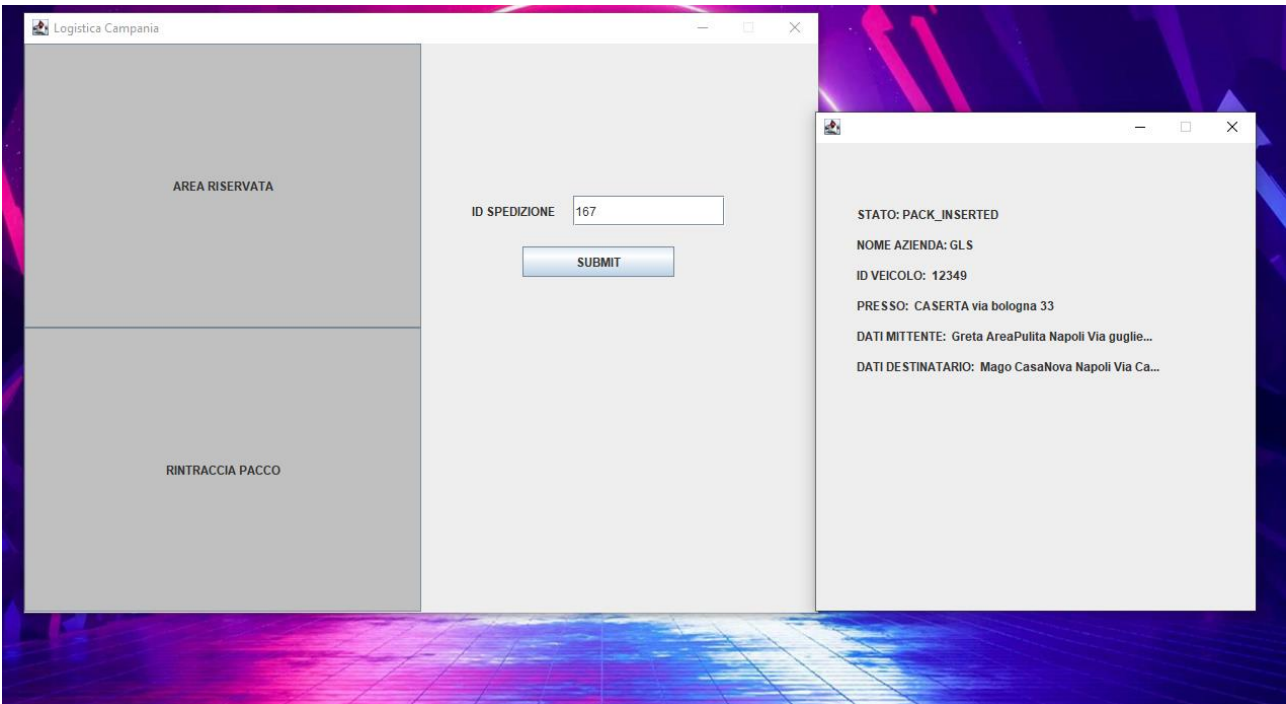 Logistica Campania
AREA RISERVATA
RINTRACCIA PACCO
ID SPEDIZIONE 167
SUBMIT
STATO: PACK_INSERTED
NOME AZIENDA: GLS
ID VEICOLO: 12349
PRESSO: CASERTA via bologna 33
DATI MITTENTE: Greta AreaPulita Napoli Via guglie...
DATI DESTINATARIO: Mago CasaNova Napoli Via Ca...